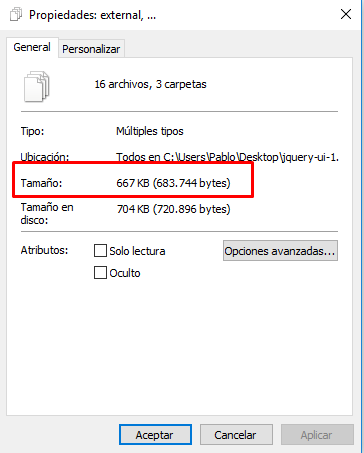 Propiedades: external, ...
General
Personalizar
16 archivos, 3 carpetas
Tipo: Múltiples tipos
Ubicación: Todos en C:\Users\Pablo\Desktop\jquery-ui-1.
Tamaño: 667 KB (683.744 bytes)
Tamaño en disco: 704 KB (720.896 bytes)
Atributos: Solo lectura
Opciones avanzadas...
Oculto
Aceptar
Cancelar
Aplicar